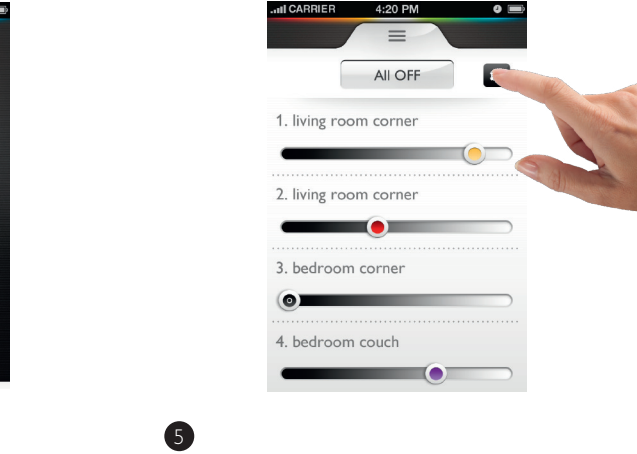 CARRIER 4:20 PM
All OFF
1. living room corner
2. living room corner
3. bedroom corner
4. bedroom couch
5